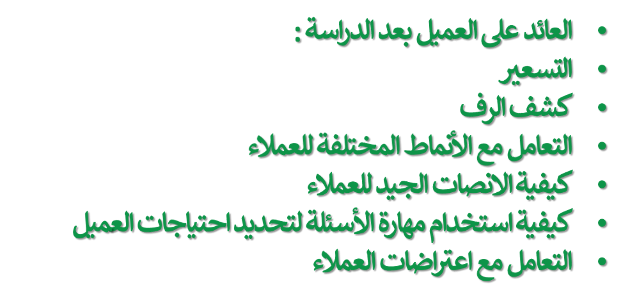 • العائد على العميل بعد الدراسة :
• التسعير
• كشف الرف
• التعامل مع الأنماط المختلفة للعملاء
• كيفية الانصات الجيد للعملاء
• كيفية استخدام مهارة الأسئلة لتحديد احتياجات العميل
• التعامل مع اعتراضات العملاء